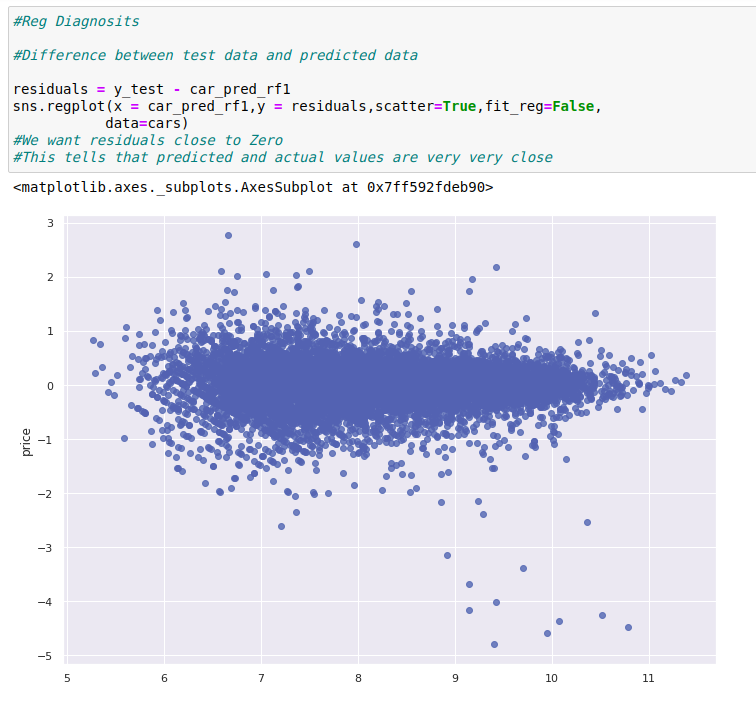 #Reg Diagnosits
#Difference between test data and predicted data
residuals = y_test - car_pred_rf1
sns.regplot(x = car_pred_rf1,y = residuals,scatter=True,fit_reg=False,
data=cars)
#We want residuals close to Zero
#This tells that predicted and actual values are very very close
<matplotlib.axes._subplots.AxesSubplot at 0x7ff592fdeb90>
3
2
1
0
−1
−2
−3
−4
−5
price
5 6 7 8 9 10 11